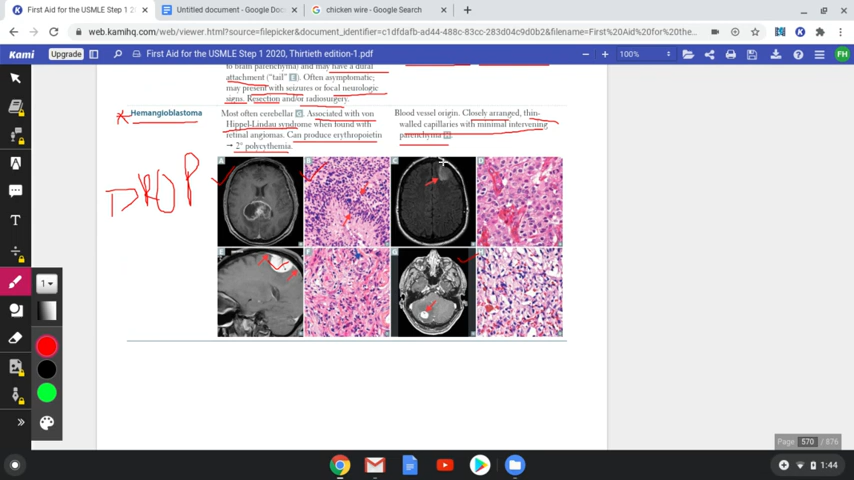 First Aid for the USMLE Step 1 20
Untitled document - Google Doc
chicken wire - Google Search
web.kamihq.com/web/viewer.html?source=filepicker&document_identifier=c1dfdafb-ad44-488c-83cc-283d04c9d0b2&filename=First%20Aid%20for%20the...
Kami
Upgrade
First Aid for the USMLE Step 1 2020, Thirtieth edition-1.pdf
100%
FH
to brain parenchyma) and may have a dural
attachment ("tail" E). Often asymptomatic;
may present with seizures or focal neurologic
signs. Resection and/or radiosurgery.
Hemangioblastoma
Most often cerebellar G. Associated with von
Hippel-Lindau syndrome when found with
retinal angiomas. Can produce erythropoietin
→ 2° polycythemia.
Blood vessel origin. Closely arranged, thin-
walled capillaries with minimal intervening
parenchyma H.
DROP
A
B
C
D
E
F
G
H
T
1
Page 570 / 876
1:44